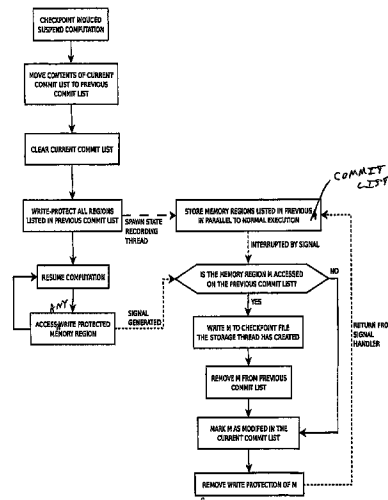 CHECKPOINT INDUCED
SUSPEND COMPUTATION
MOVE CONTENTS OF CURRENT
COMMIT LIST TO PREVIOUS
COMMIT LIST
CLEAR CURRENT COMMIT LIST
WRITE-PROTECT ALL REGIONS
LISTED IN PREVIOUS COMMIT LIST
SPAWN STATE
RECORDING
THREAD
STORE MEMORY REGIONS LISTED IN PREVIOUS
IN PARALLEL TO NORMAL EXECUTION
COMMIT
LIST
INTERRUPTED BY SIGNAL
RESUME COMPUTATION
ANY
ACCESS WRITE PROTECTED
MEMORY REGION
SIGNAL
GENERATED
IS THE MEMORY REGION M ACCESSED
ON THE PREVIOUS COMMIT LIST?
NO
YES
WRITE M TO CHECKPOINT FILE
THE STORAGE THREAD HAS CREATED
RETURN FROM
SIGNAL
HANDLER
REMOVE M FROM PREVIOUS
COMMIT LIST
MARK M AS MODIFED IN THE
CURRENT COMMIT LIST
REMOVE WRITE PROTECTION OF M